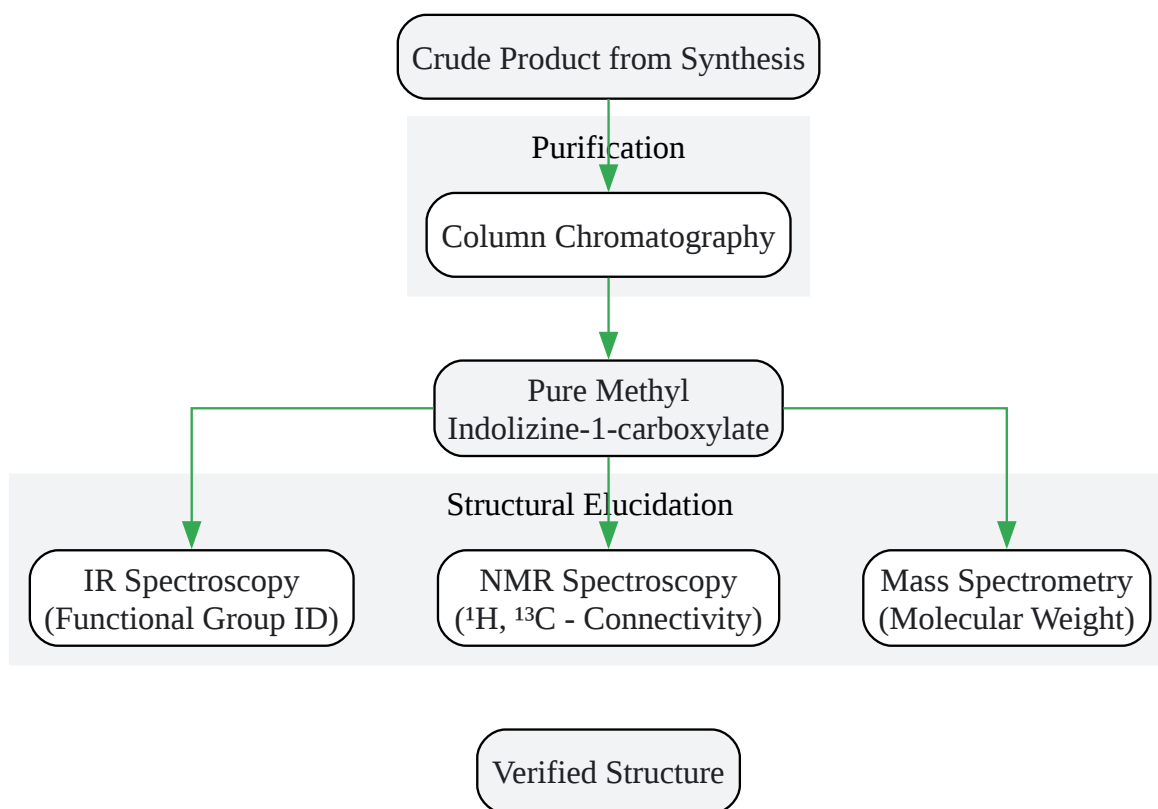 Crude Product from Synthesis
Purification
Column Chromatography
Pure Methyl
Indolizine-1-carboxylate
Structural Elucidation
IR Spectroscopy
(Functional Group ID)
NMR Spectroscopy
(¹H, ¹³C - Connectivity)
Mass Spectrometry
(Molecular Weight)
Verified Structure